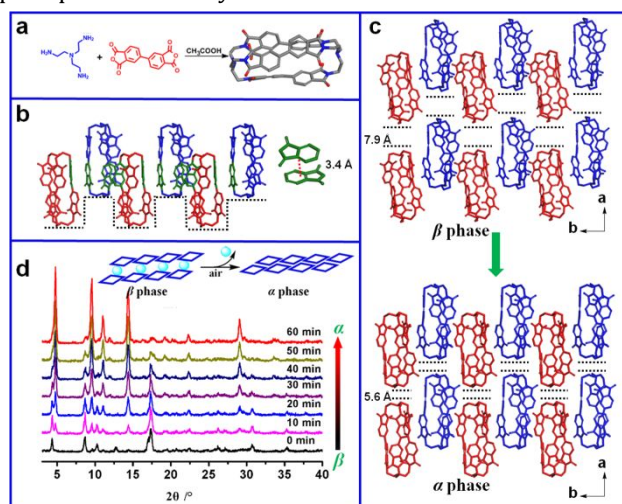 a
NH₂
H₂N
N
NH₂
+
O
O
O
O
O
O
CH₃COOH
b
3.4 Å
c
7.9 Å
β phase
a
b
5.6 Å
α phase
a
b
d
β phase
air
α phase
60 min
50 min
40 min
30 min
20 min
10 min
0 min
α
β
5 10 15 20 25 30 35 40
2θ /°